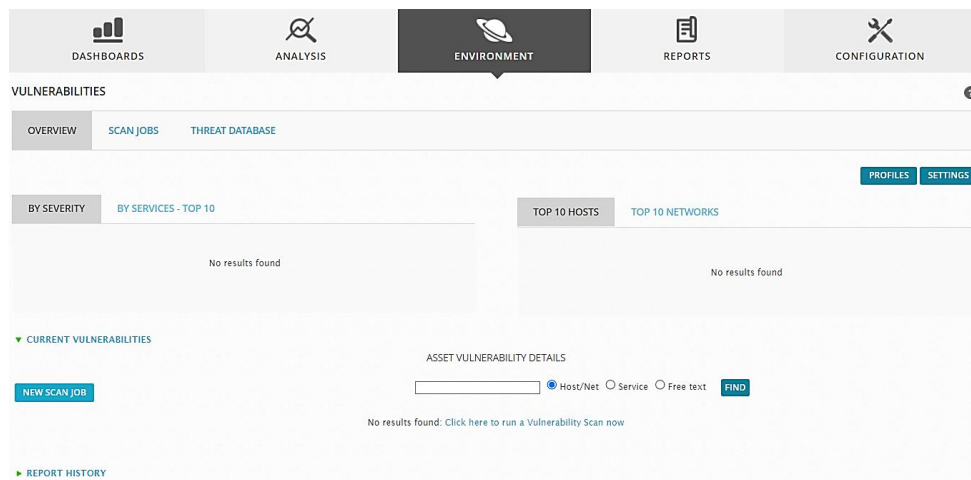 DASHBOARDS ANALYSIS ENVIRONMENT REPORTS CONFIGURATION
VULNERABILITIES
OVERVIEW SCAN JOBS THREAT DATABASE
PROFILES SETTINGS
BY SEVERITY BY SERVICES - TOP 10
TOP 10 HOSTS TOP 10 NETWORKS
No results found
No results found
CURRENT VULNERABILITIES
ASSET VULNERABILITY DETAILS
NEW SCAN JOB Host/Net Service Free text FIND
No results found: Click here to run a Vulnerability Scan now
REPORT HISTORY